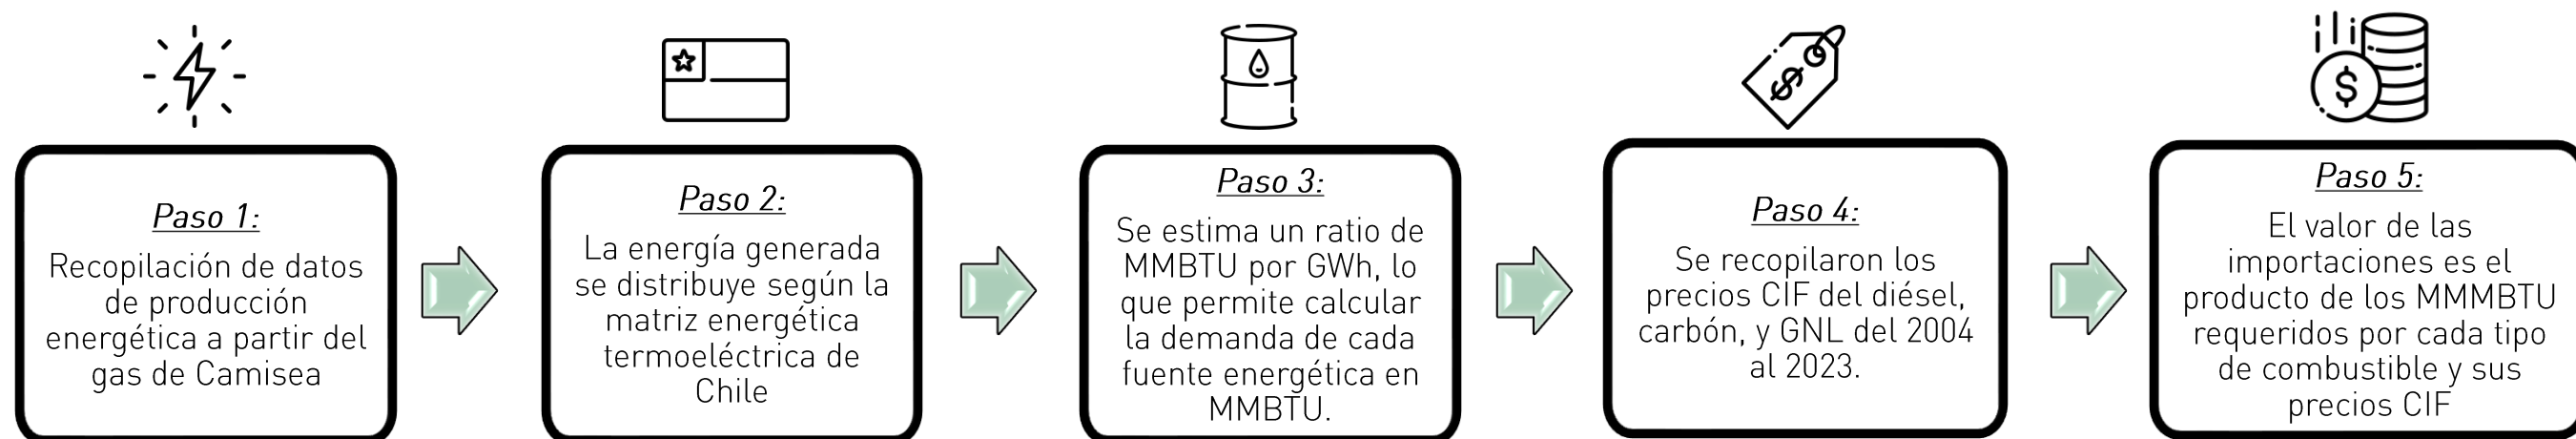 Paso 1:
Recopilación de datos
de producción
energética a partir del
gas de Camisea
Paso 2:
La energía generada
se distribuye según la
matriz energética
termoeléctrica de
Chile
Paso 3:
Se estima un ratio de
MMBTU por GWh, lo
que permite calcular
la demanda de cada
fuente energética en
MMBTU.
Paso 4:
Se recopilaron los
precios CIF del diésel,
carbón, y GNL del 2004
al 2023.
Paso 5:
El valor de las
importaciones es el
producto de los MMMBTU
requeridos por cada tipo
de combustible y sus
precios CIF